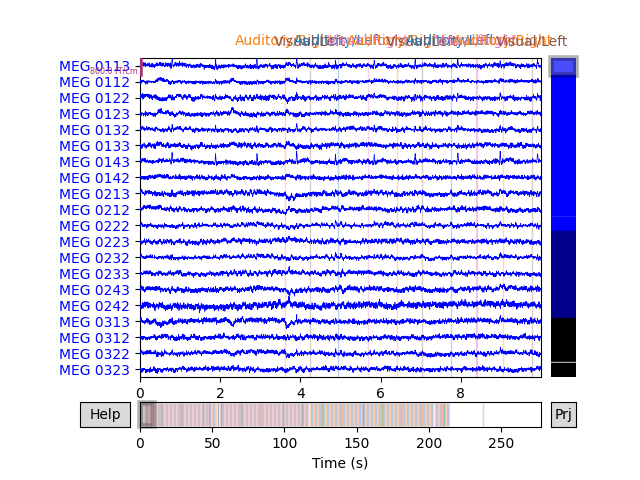 MEG 0113
MEG 0112
MEG 0122
MEG 0123
MEG 0132
MEG 0133
MEG 0143
MEG 0142
MEG 0213
MEG 0212
MEG 0222
MEG 0223
MEG 0232
MEG 0233
MEG 0243
MEG 0242
MEG 0313
MEG 0312
MEG 0322
MEG 0323
0 2 4 6 8
Help
Prj
0 50 100 150 200 250
Time (s)